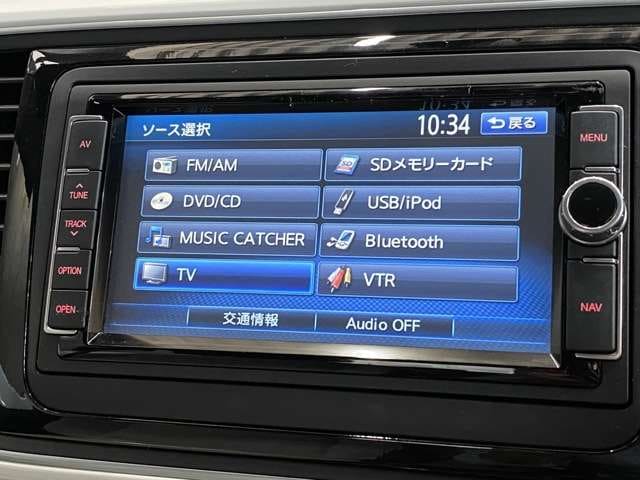 ソース選択
10:34
戻る
FM/AM
SDメモリーカード
DVD/CD
USB/iPod
MUSIC CATCHER
Bluetooth
TV
VTR
交通情報
Audio OFF
AV
TUNE
TRACK
OPTION
OPEN
MENU
NAV